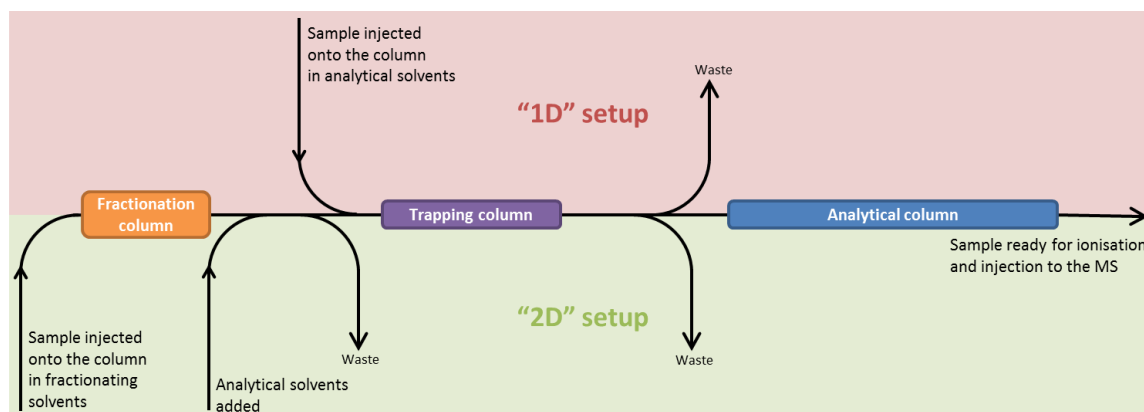 Sample injected
onto the column
in analytical solvents
Waste
“1D” setup
Fractionation
column
Trapping column
Analytical column
Sample ready for ionisation
and injection to the MS
“2D” setup
Sample injected
onto the column
in fractionating
solvents
Waste
Waste
Analytical solvents
added